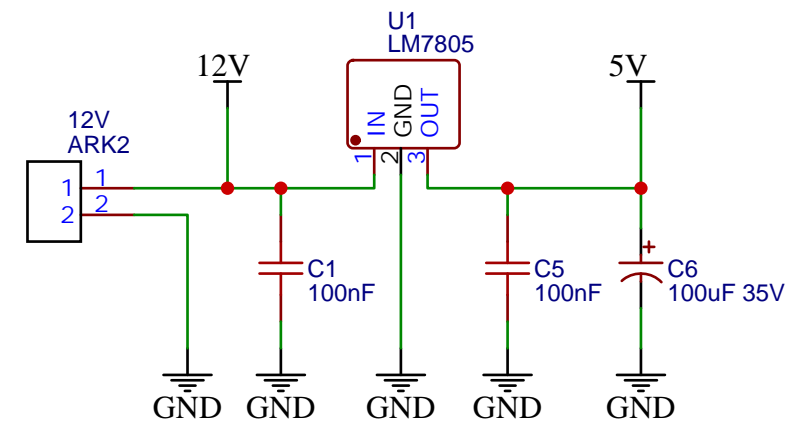 U1
LM7805
12V
5V
12V
ARK2
IN
GND
OUT
1
2
3
1
1
2
2
C1
100nF
C5
100nF
C6
100uF 35V
+
GND
GND
GND
GND
GND